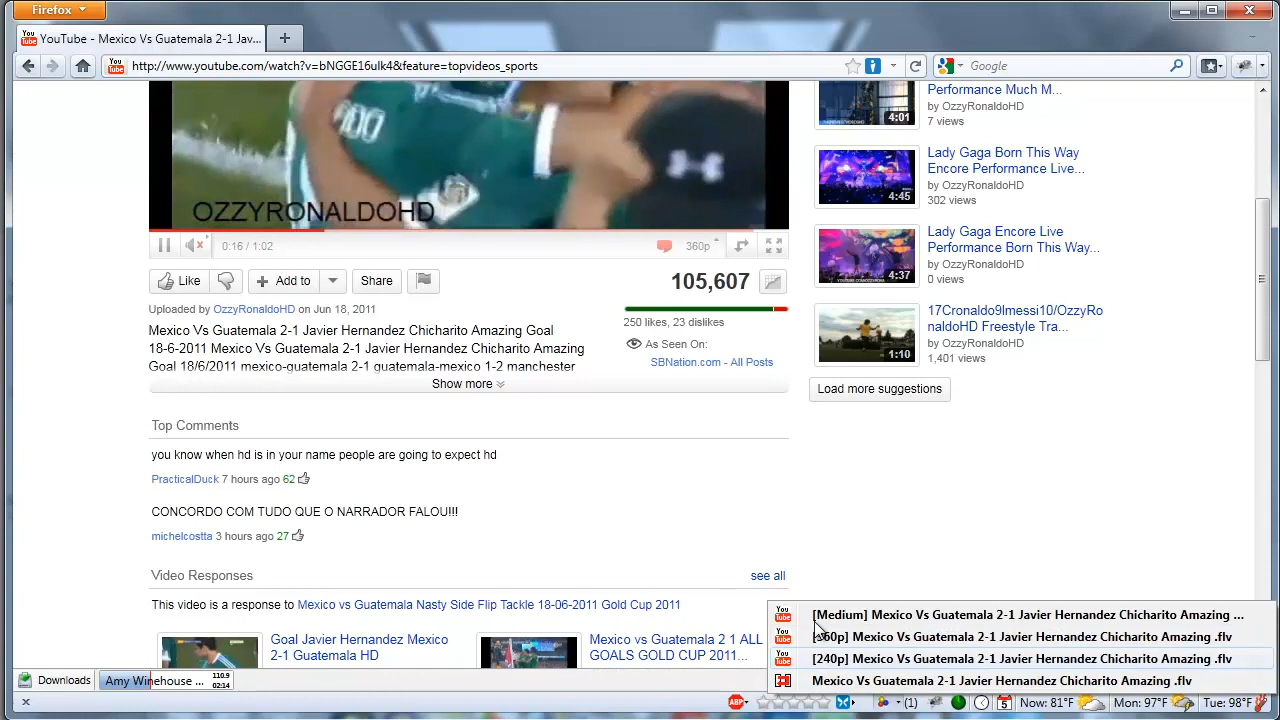 Firefox
YouTube - Mexico Vs Guatemala 2-1 Jav...
http://www.youtube.com/watch?v=bNGGE16ulk4&feature=topvideos_sports
Google
100
OZZYRONALDOHD
0:16 / 1:02
360p
Like
Add to
Share
105,607
Uploaded by OzzyRonaldoHD on Jun 18, 2011
Mexico Vs Guatemala 2-1 Javier Hernandez Chicharito Amazing Goal
18-6-2011 Mexico Vs Guatemala 2-1 Javier Hernandez Chicharito Amazing
Goal 18/6/2011 mexico-guatemala 2-1 guatemala-mexico 1-2 manchester
Show more
250 likes, 23 dislikes
As Seen On:
SBNation.com - All Posts
Top Comments
you know when hd is in your name people are going to expect hd
PracticalDuck 7 hours ago 62
CONCORDO COM TUDO QUE O NARRADOR FALOU!!!
michelcostta 3 hours ago 27
Video Responses
see all
This video is a response to Mexico vs Guatemala Nasty Side Flip Tackle 18-06-2011 Gold Cup 2011
Goal Javier Hernandez Mexico
2-1 Guatemala HD
Mexico vs Guatemala 2 1 ALL
GOALS GOLD CUP 2011...
Performance Much M...
by OzzyRonaldoHD
7 views
4:01
Lady Gaga Born This Way
Encore Performance Live...
by OzzyRonaldoHD
302 views
4:45
Lady Gaga Encore Live
Performance Born This Way...
by OzzyRonaldoHD
0 views
4:37
17Cronaldo9lmessi10/OzzyRo
naldoHD Freestyle Tra...
by OzzyRonaldoHD
1,401 views
1:10
Load more suggestions
[Medium] Mexico Vs Guatemala 2-1 Javier Hernandez Chicharito Amazing ...
Mexico Vs Guatemala 2-1 Javier Hernandez Chicharito Amazing .flv
[240p] Mexico Vs Guatemala 2-1 Javier Hernandez Chicharito Amazing .flv
Mexico Vs Guatemala 2-1 Javier Hernandez Chicharito Amazing .flv
Downloads
Amy Winehouse ...
110.9
02:14
ABP
(1)
5
Now: 81°F
Mon: 97°F
Tue: 98°F